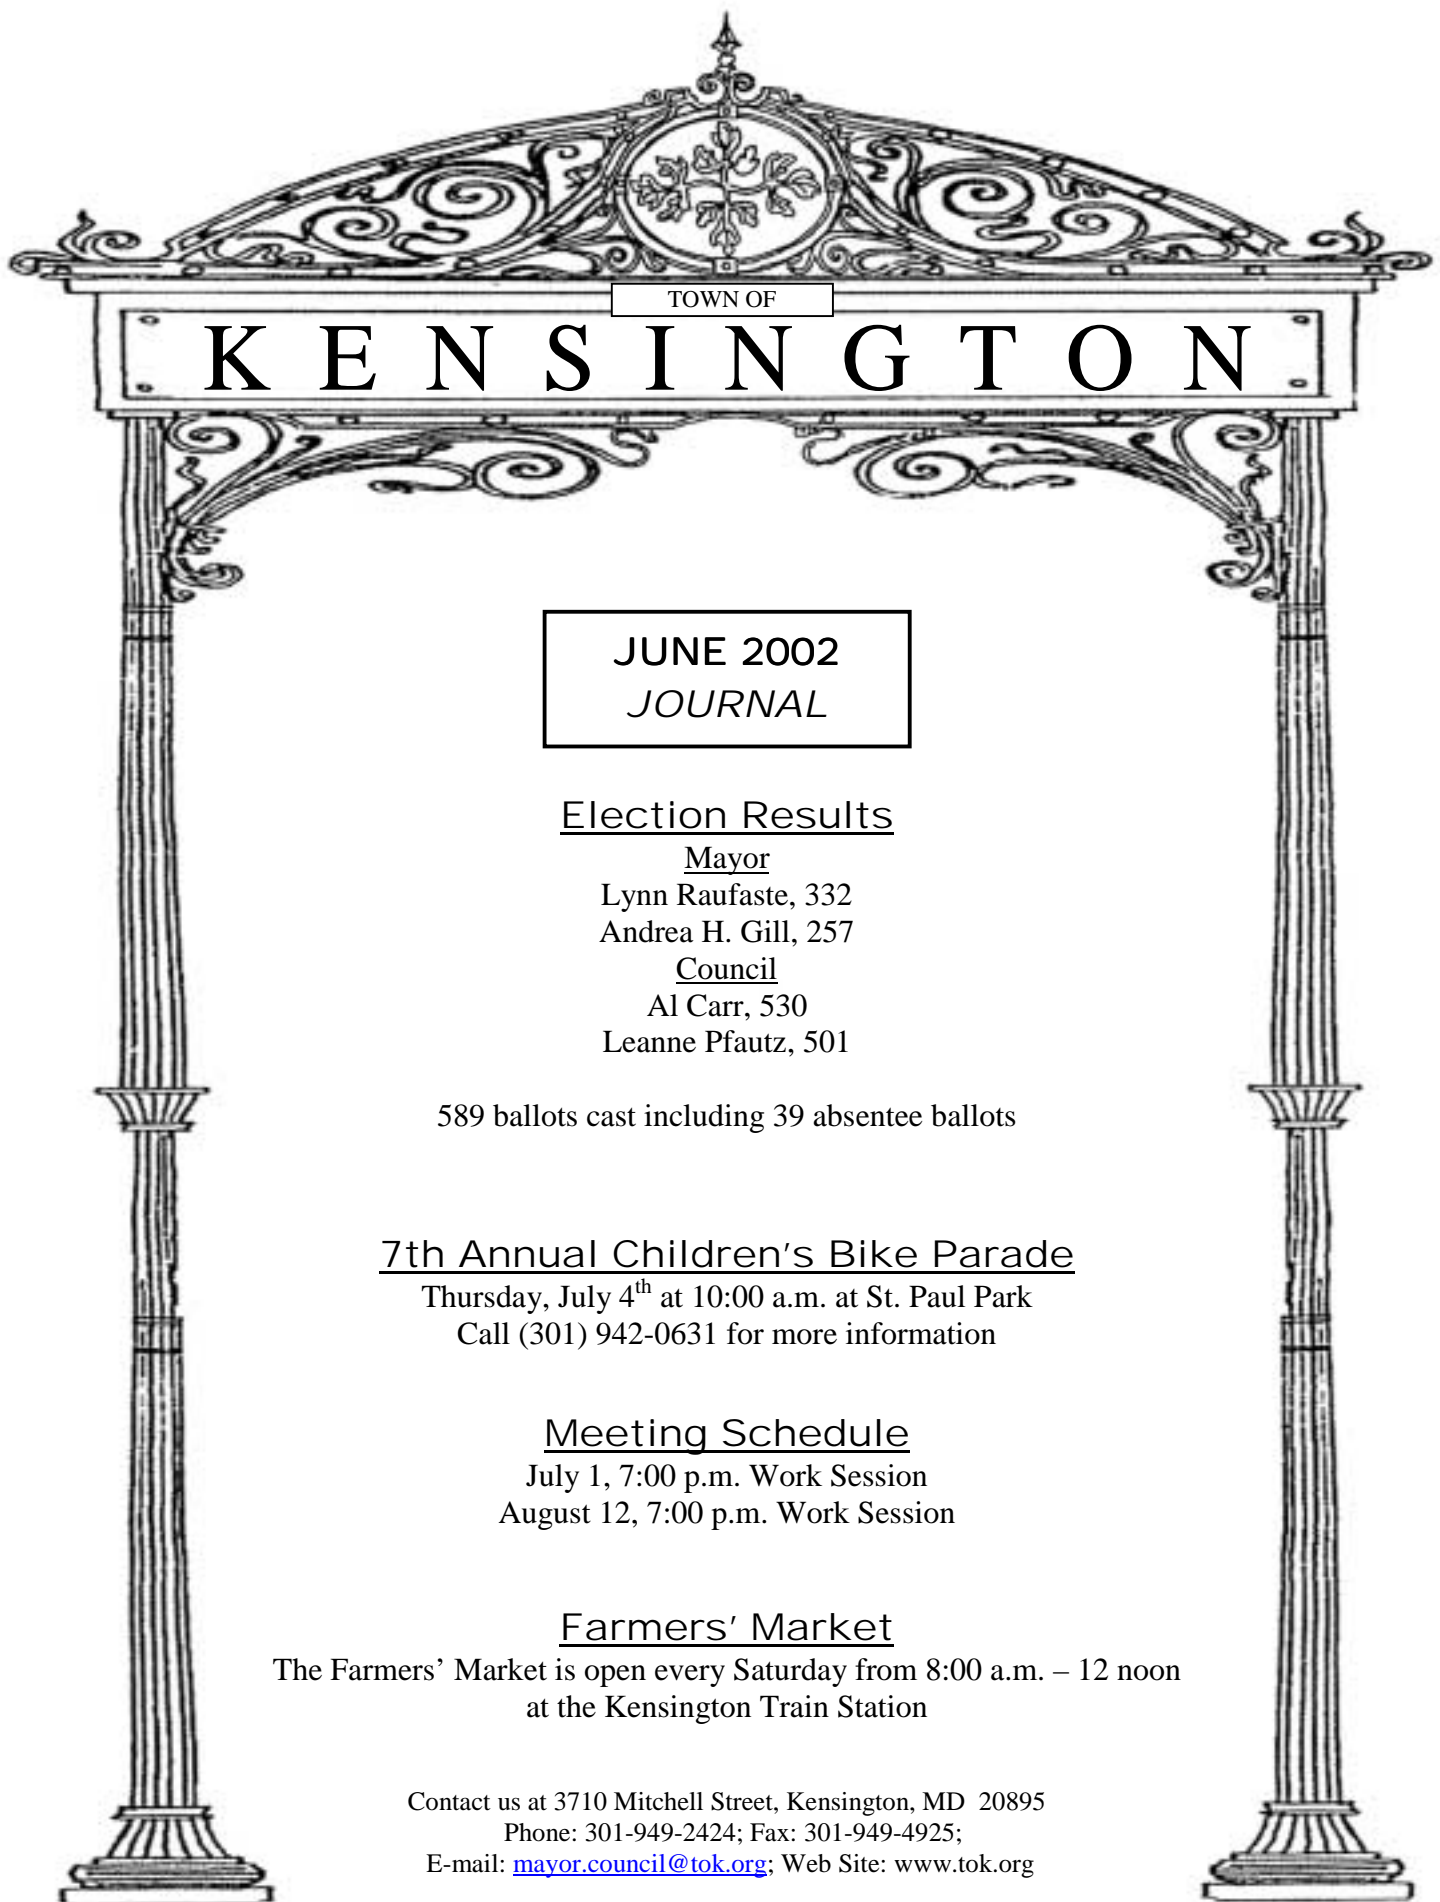 TOWN OF
KENSINGTON
JUNE 2002
JOURNAL
Election Results
Mayor
Lynn Raufaste, 332
Andrea H. Gill, 257
Council
Al Carr, 530
Leanne Pfautz, 501
589 ballots cast including 39 absentee ballots
7th Annual Children's Bike Parade
Thursday, July 4th at 10:00 a.m. at St. Paul Park
Call (301) 942-0631 for more information
Meeting Schedule
July 1, 7:00 p.m. Work Session
August 12, 7:00 p.m. Work Session
Farmers' Market
The Farmers' Market is open every Saturday from 8:00 a.m. – 12 noon
at the Kensington Train Station
Contact us at 3710 Mitchell Street, Kensington, MD  20895
Phone: 301-949-2424; Fax: 301-949-4925;
E-mail: mayor.council@tok.org; Web Site: www.tok.org